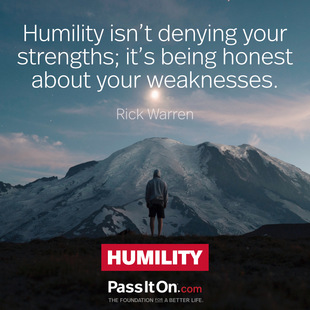 Humility isn’t denying your
strengths; it’s being honest
about your weaknesses.
Rick Warren
HUMILITY
PassItOn.com
THE FOUNDATION FOR A BETTER LIFE.